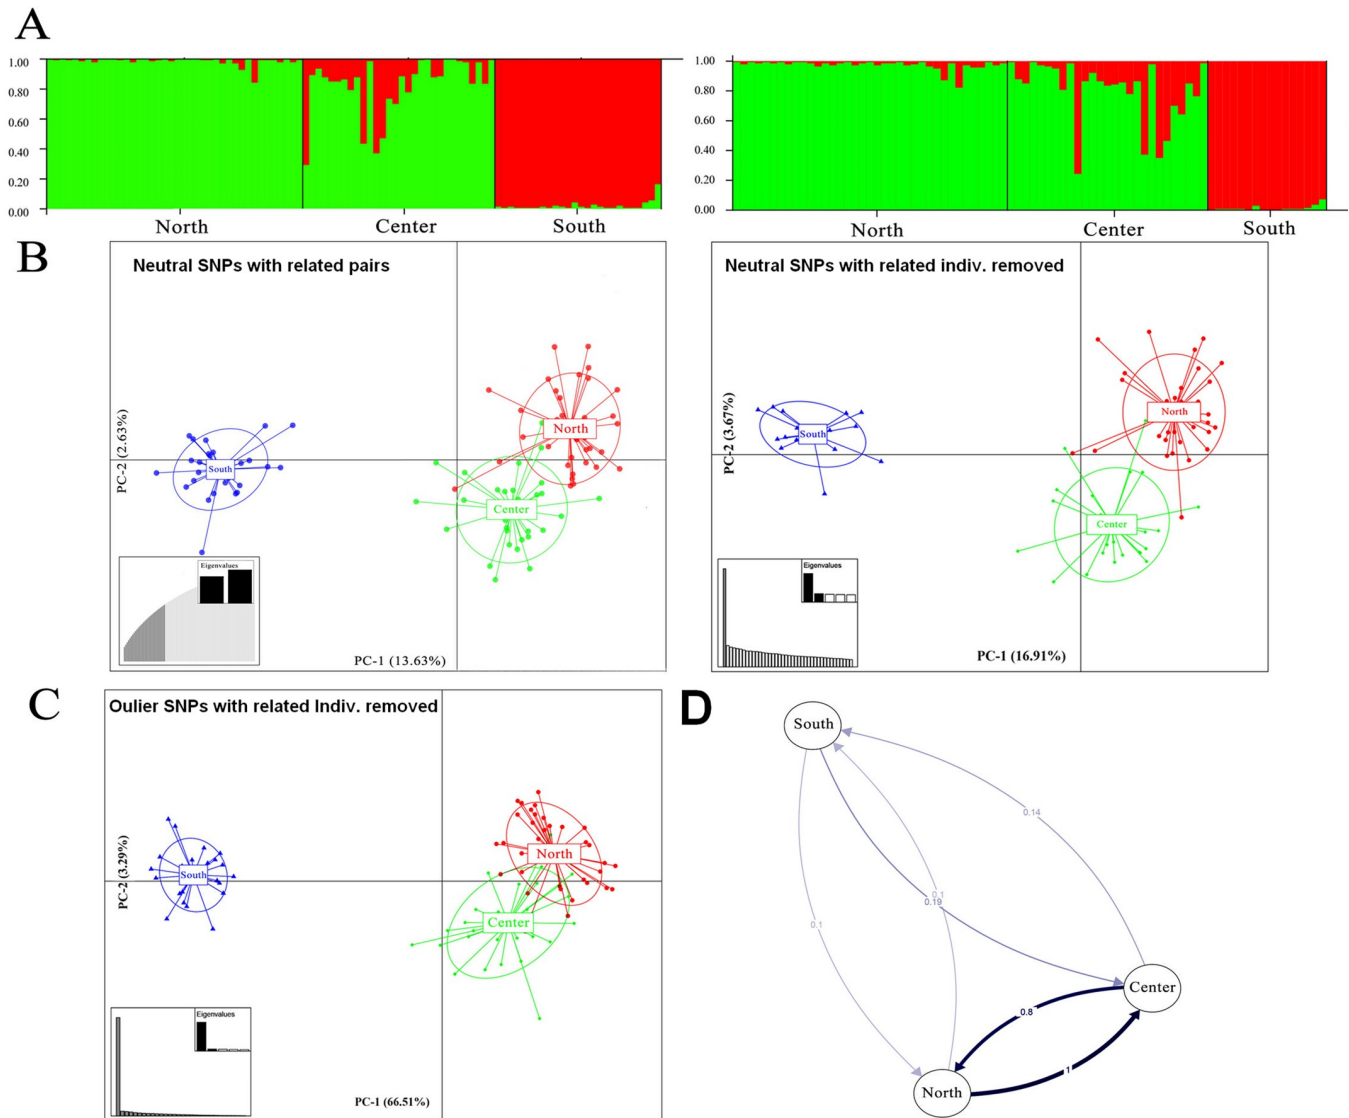 A
1.00
0.80
0.60
0.40
0.20
0.00
North
Center
South
1.00
0.80
0.60
0.40
0.20
0.00
North
Center
South
B
Neutral SNPs with related pairs
PC-2 (2.63%)
South
North
Center
Eigenvalues
PC-1 (13.63%)
Neutral SNPs with related indiv. removed
PC-2 (3.67%)
South
North
Center
Eigenvalues
PC-1 (16.91%)
C
Oulier SNPs with related Indiv. removed
PC-2 (3.29%)
South
North
Center
Eigenvalues
PC-1 (66.51%)
D
South
0.14
0.1
0.19
0.1
Center
0.8
1
North